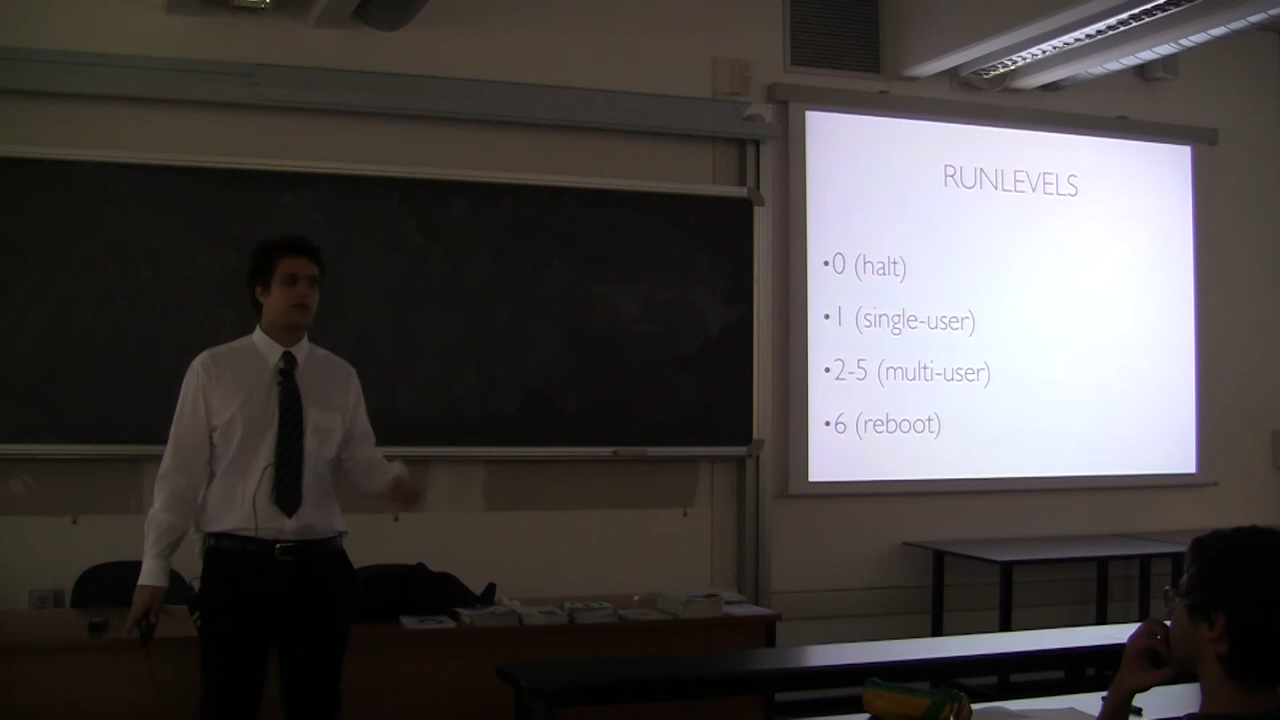 RUNLEVELS
•0 (halt)
•1 (single-user)
•2-5 (multi-user)
•6 (reboot)